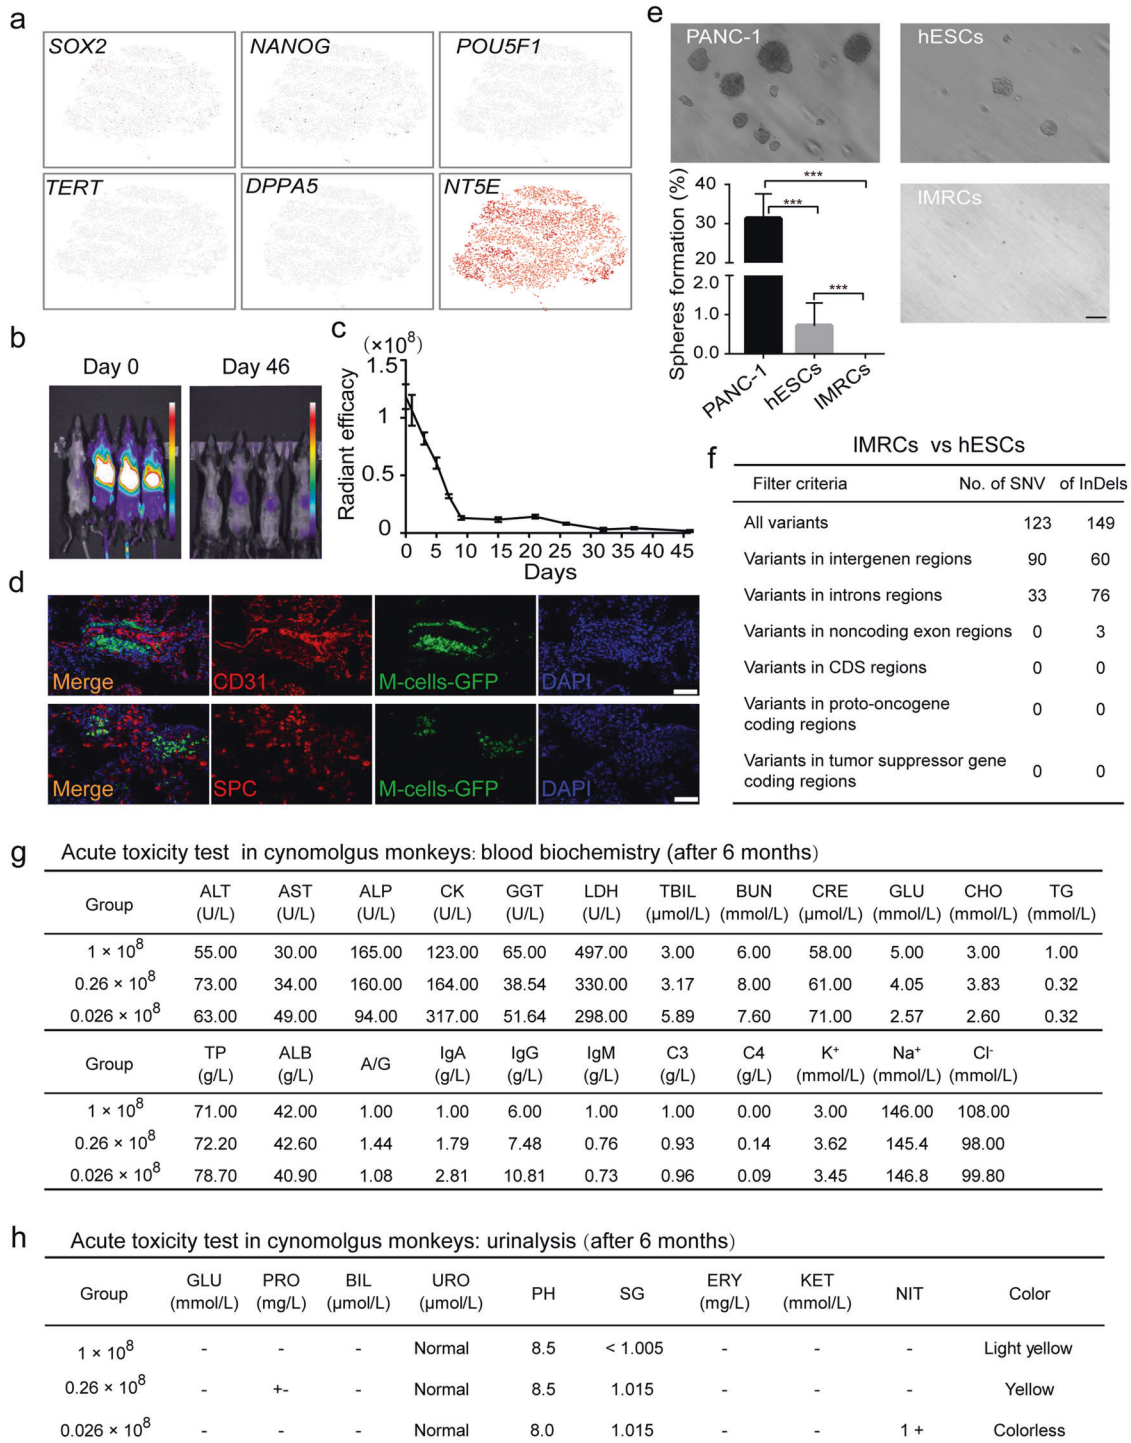 a
SOX2 NANOG POU5F1
TERT DPPA5 NT5E
b
Day 0 Day 46
c
(×10⁸)
Radiant efficacy
1.5
1
0.5
0
0 5 10 15 20 25 30 35 40 45
Days
d
Merge CD31 M-cells-GFP DAPI
Merge SPC M-cells-GFP DAPI
e
PANC-1 hESCs
IMRCs
Spheres formation (%)
40
30
20
2.0
1.0
0.0
***
***
***
PANC-1 hESCs IMRCs
f
IMRCs vs hESCs
Filter criteria No. of SNV of InDels
All variants 123 149
Variants in intergenen regions 90 60
Variants in introns regions 33 76
Variants in noncoding exon regions 0 3
Variants in CDS regions 0 0
Variants in proto-oncogene
coding regions 0 0
Variants in tumor suppressor gene
coding regions 0 0
g
Acute toxicity test in cynomolgus monkeys: blood biochemistry (after 6 months)
Group ALT AST ALP CK GGT LDH TBIL BUN CRE GLU CHO TG
(U/L) (U/L) (U/L) (U/L) (U/L) (U/L) (µmol/L) (mmol/L) (µmol/L) (mmol/L) (mmol/L) (mmol/L)
1 × 10⁸ 55.00 30.00 165.00 123.00 65.00 497.00 3.00 6.00 58.00 5.00 3.00 1.00
0.26 × 10⁸ 73.00 34.00 160.00 164.00 38.54 330.00 3.17 8.00 61.00 4.05 3.83 0.32
0.026 × 10⁸ 63.00 49.00 94.00 317.00 51.64 298.00 5.89 7.60 71.00 2.57 2.60 0.32
Group TP ALB A/G IgA IgG IgM C3 C4 K⁺ Na⁺ Cl⁻
(g/L) (g/L) (g/L) (g/L) (g/L) (g/L) (g/L) (mmol/L) (mmol/L) (mmol/L)
1 × 10⁸ 71.00 42.00 1.00 1.00 6.00 1.00 1.00 0.00 3.00 146.00 108.00
0.26 × 10⁸ 72.20 42.60 1.44 1.79 7.48 0.76 0.93 0.14 3.62 145.4 98.00
0.026 × 10⁸ 78.70 40.90 1.08 2.81 10.81 0.73 0.96 0.09 3.45 146.8 99.80
h
Acute toxicity test in cynomolgus monkeys: urinalysis (after 6 months)
Group GLU PRO BIL URO PH SG ERY KET NIT Color
(mmol/L) (mg/L) (µmol/L) (µmol/L) (mg/L) (mmol/L)
1 × 10⁸ - - - Normal 8.5 < 1.005 - - - Light yellow
0.26 × 10⁸ - +- - Normal 8.5 1.015 - - - Yellow
0.026 × 10⁸ - - - Normal 8.0 1.015 - - 1 + Colorless